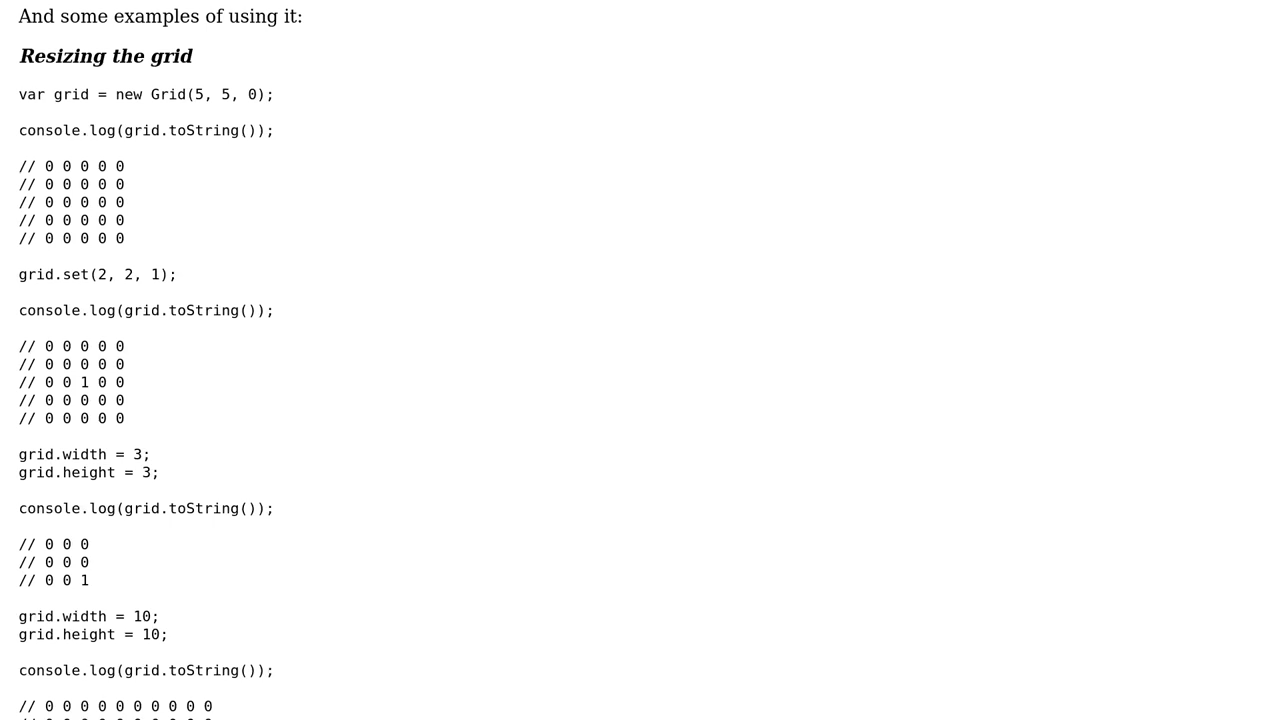 And some examples of using it:
Resizing the grid
var grid = new Grid(5, 5, 0);
console.log(grid.toString());
// 0 0 0 0 0
// 0 0 0 0 0
// 0 0 0 0 0
// 0 0 0 0 0
// 0 0 0 0 0
grid.set(2, 2, 1);
console.log(grid.toString());
// 0 0 0 0 0
// 0 0 0 0 0
// 0 0 1 0 0
// 0 0 0 0 0
// 0 0 0 0 0
grid.width = 3;
grid.height = 3;
console.log(grid.toString());
// 0 0 0
// 0 0 0
// 0 0 1
grid.width = 10;
grid.height = 10;
console.log(grid.toString());
// 0 0 0 0 0 0 0 0 0 0